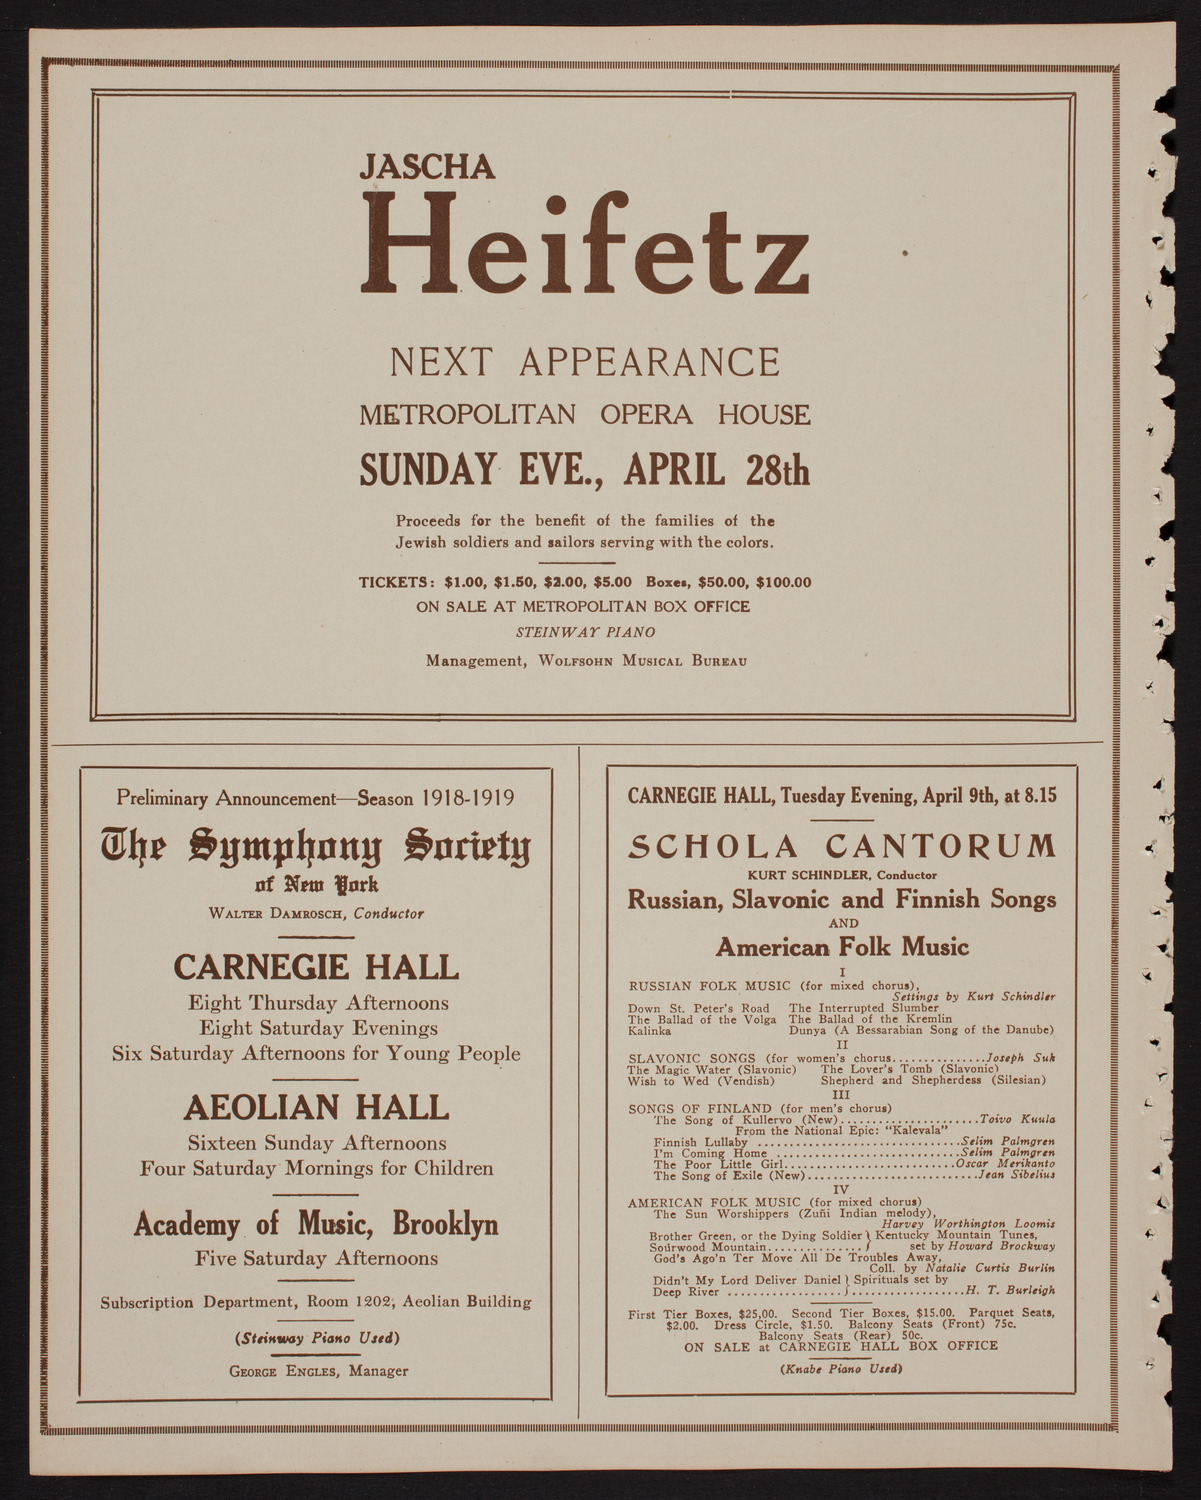 JASCHA
Heifetz
NEXT APPEARANCE
METROPOLITAN OPERA HOUSE
SUNDAY EVE., APRIL 28th
Proceeds for the benefit of the families of the
Jewish soldiers and sailors serving with the colors.
TICKETS: $1.00, $1.50, $2.00, $5.00 Boxes, $50.00, $100.00
ON SALE AT METROPOLITAN BOX OFFICE
STEINWAY PIANO
Management, WOLFSOHN MUSICAL BUREAU
Preliminary Announcement—Season 1918-1919
The Symphony Society
of New York
WALTER DAMROSCH, Conductor
CARNEGIE HALL
Eight Thursday Afternoons
Eight Saturday Evenings
Six Saturday Afternoons for Young People
AEOLIAN HALL
Sixteen Sunday Afternoons
Four Saturday Mornings for Children
Academy of Music, Brooklyn
Five Saturday Afternoons
Subscription Department, Room 1202, Aeolian Building
(Steinway Piano Used)
GEORGE ENGLES, Manager
CARNEGIE HALL, Tuesday Evening, April 9th, at 8.15
SCHOLA CANTORUM
KURT SCHINDLER, Conductor
Russian, Slavonic and Finnish Songs
AND
American Folk Music
I
RUSSIAN FOLK MUSIC (for mixed chorus),
Settings by Kurt Schindler
Down St. Peter's Road The Interrupted Slumber
The Ballad of the Volga The Ballad of the Kremlin
Kalinka Dunya (A Bessarabian Song of the Danube)
II
SLAVONIC SONGS (for women's chorus..............Joseph Suk
The Magic Water (Slavonic) The Lover's Tomb (Slavonic)
Wish to Wed (Vendish) Shepherd and Shepherdess (Silesian)
III
SONGS OF FINLAND (for men's chorus)
The Song of Kullervo (New).....................Toivo Kuula
From the National Epic: "Kalevala"
Finnish Lullaby ..............................Selim Palmgren
I'm Coming Home ...........................Selim Palmgren
The Poor Little Girl.........................Oscar Merikanto
The Song of Exile (New).........................Jean Sibelius
IV
AMERICAN FOLK MUSIC (for mixed chorus)
The Sun Worshippers (Zuñi Indian melody),
Harvey Worthington Loomis
Brother Green, or the Dying Soldier } Kentucky Mountain Tunes,
Sourwood Mountain.............. } set by Howard Brockway
God's Ago'n Ter Move All De Troubles Away,
Coll. by Natalie Curtis Burlin
Didn't My Lord Deliver Daniel } Spirituals set by
Deep River .................}.................H. T. Burleigh
First Tier Boxes, $25.00. Second Tier Boxes, $15.00. Parquet Seats,
$2.00. Dress Circle, $1.50. Balcony Seats (Front) 75c.
Balcony Seats (Rear) 50c.
ON SALE at CARNEGIE HALL BOX OFFICE
(Knabe Piano Used)